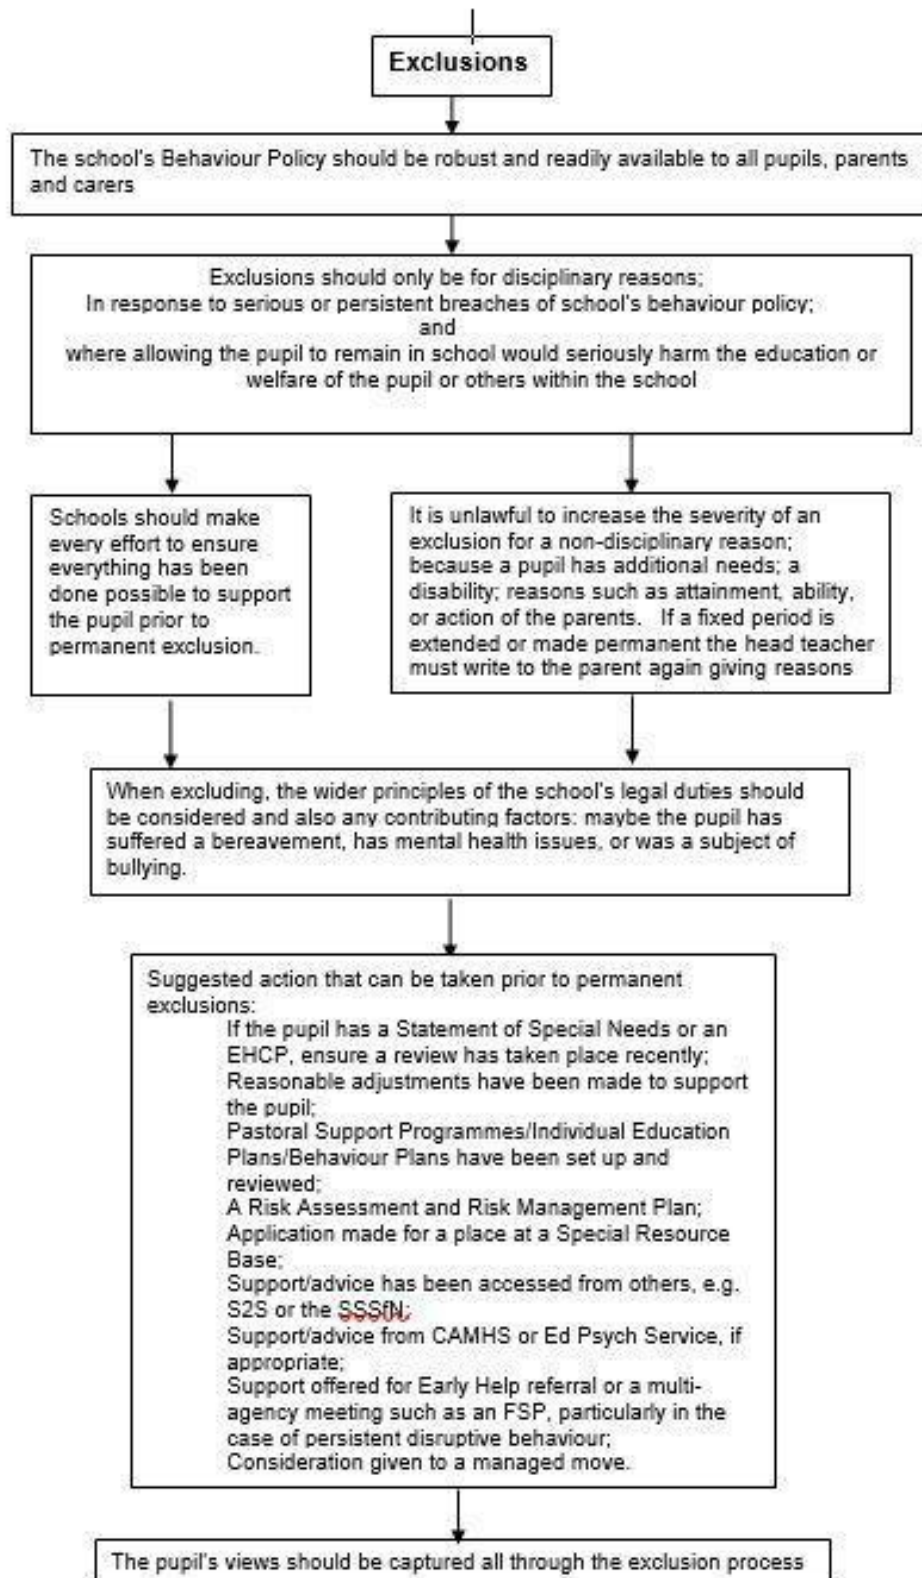 Exclusions
The school's Behaviour Policy should be robust and readily available to all pupils, parents
and carers
Exclusions should only be for disciplinary reasons;
In response to serious or persistent breaches of school's behaviour policy;
and
where allowing the pupil to remain in school would seriously harm the education or
welfare of the pupil or others within the school
Schools should make
every effort to ensure
everything has been
done possible to support
the pupil prior to
permanent exclusion.
It is unlawful to increase the severity of an
exclusion for a non-disciplinary reason;
because a pupil has additional needs; a
disability; reasons such as attainment, ability,
or action of the parents.   If a fixed period is
extended or made permanent the head teacher
must write to the parent again giving reasons
When excluding, the wider principles of the school's legal duties should
be considered and also any contributing factors: maybe the pupil has
suffered a bereavement, has mental health issues, or was a subject of
bullying.
Suggested action that can be taken prior to permanent
exclusions:
If the pupil has a Statement of Special Needs or an
EHCP, ensure a review has taken place recently;
Reasonable adjustments have been made to support
the pupil;
Pastoral Support Programmes/Individual Education
Plans/Behaviour Plans have been set up and
reviewed;
A Risk Assessment and Risk Management Plan;
Application made for a place at a Special Resource
Base;
Support/advice has been accessed from others, e.g.
S2S or the SSSfN;
Support/advice from CAMHS or Ed Psych Service, if
appropriate;
Support offered for Early Help referral or a multi-
agency meeting such as an FSP, particularly in the
case of persistent disruptive behaviour;
Consideration given to a managed move.
The pupil's views should be captured all through the exclusion process